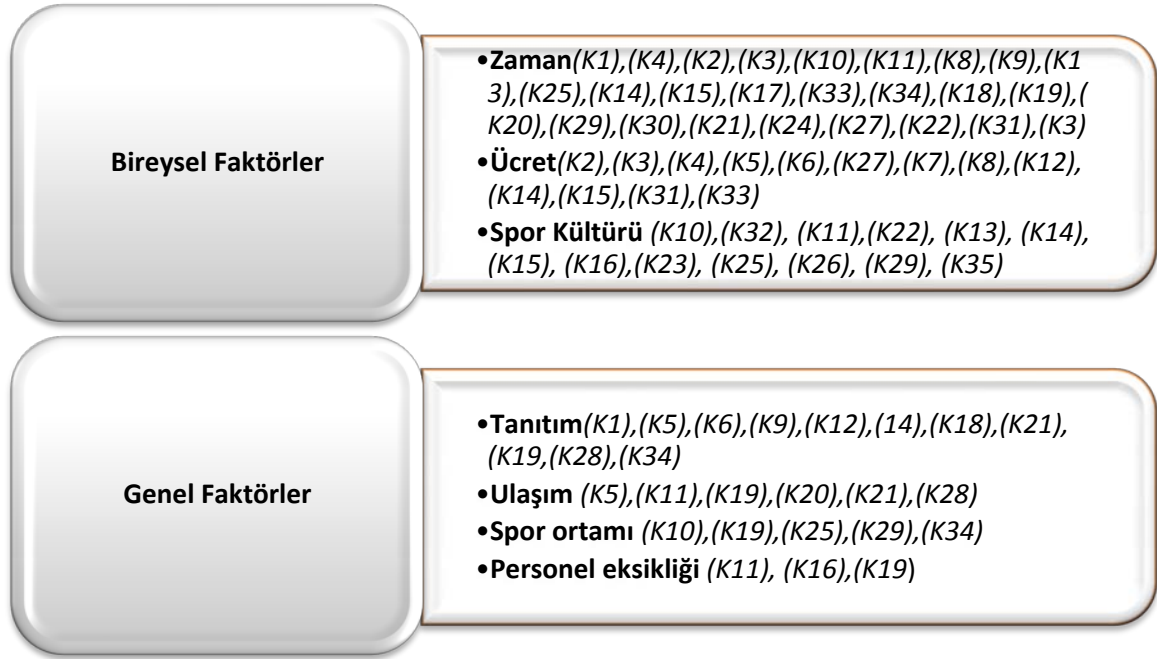 Bireysel Faktörler
•Zaman(K1),(K4),(K2),(K3),(K10),(K11),(K8),(K9),(K1
3),(K25),(K14),(K15),(K17),(K33),(K34),(K18),(K19),(
K20),(K29),(K30),(K21),(K24),(K27),(K22),(K31),(K3)
•Ücret(K2),(K3),(K4),(K5),(K6),(K27),(K7),(K8),(K12),
(K14),(K15),(K31),(K33)
•Spor Kültürü (K10),(K32), (K11),(K22), (K13), (K14),
(K15), (K16),(K23), (K25), (K26), (K29), (K35)
Genel Faktörler
•Tanıtım(K1),(K5),(K6),(K9),(K12),(14),(K18),(K21),
(K19,(K28),(K34)
•Ulaşım (K5),(K11),(K19),(K20),(K21),(K28)
•Spor ortamı (K10),(K19),(K25),(K29),(K34)
•Personel eksikliği (K11), (K16),(K19)